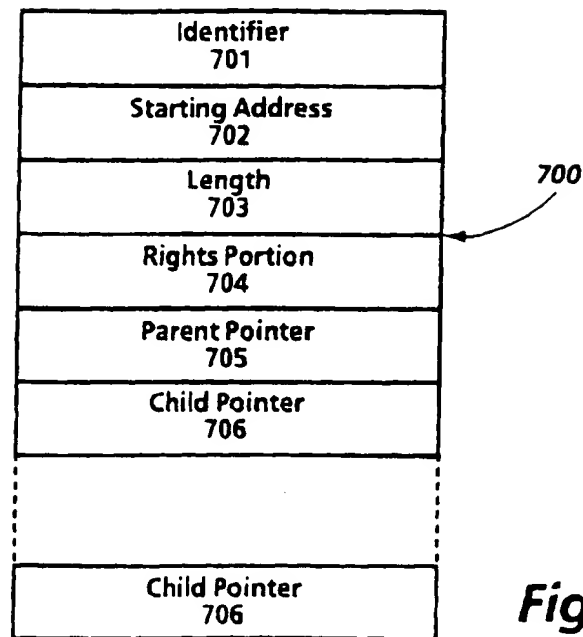 Identifier
701
Starting Address
702
Length
703
700
Rights Portion
704
Parent Pointer
705
Child Pointer
706
Child Pointer
706
Fig